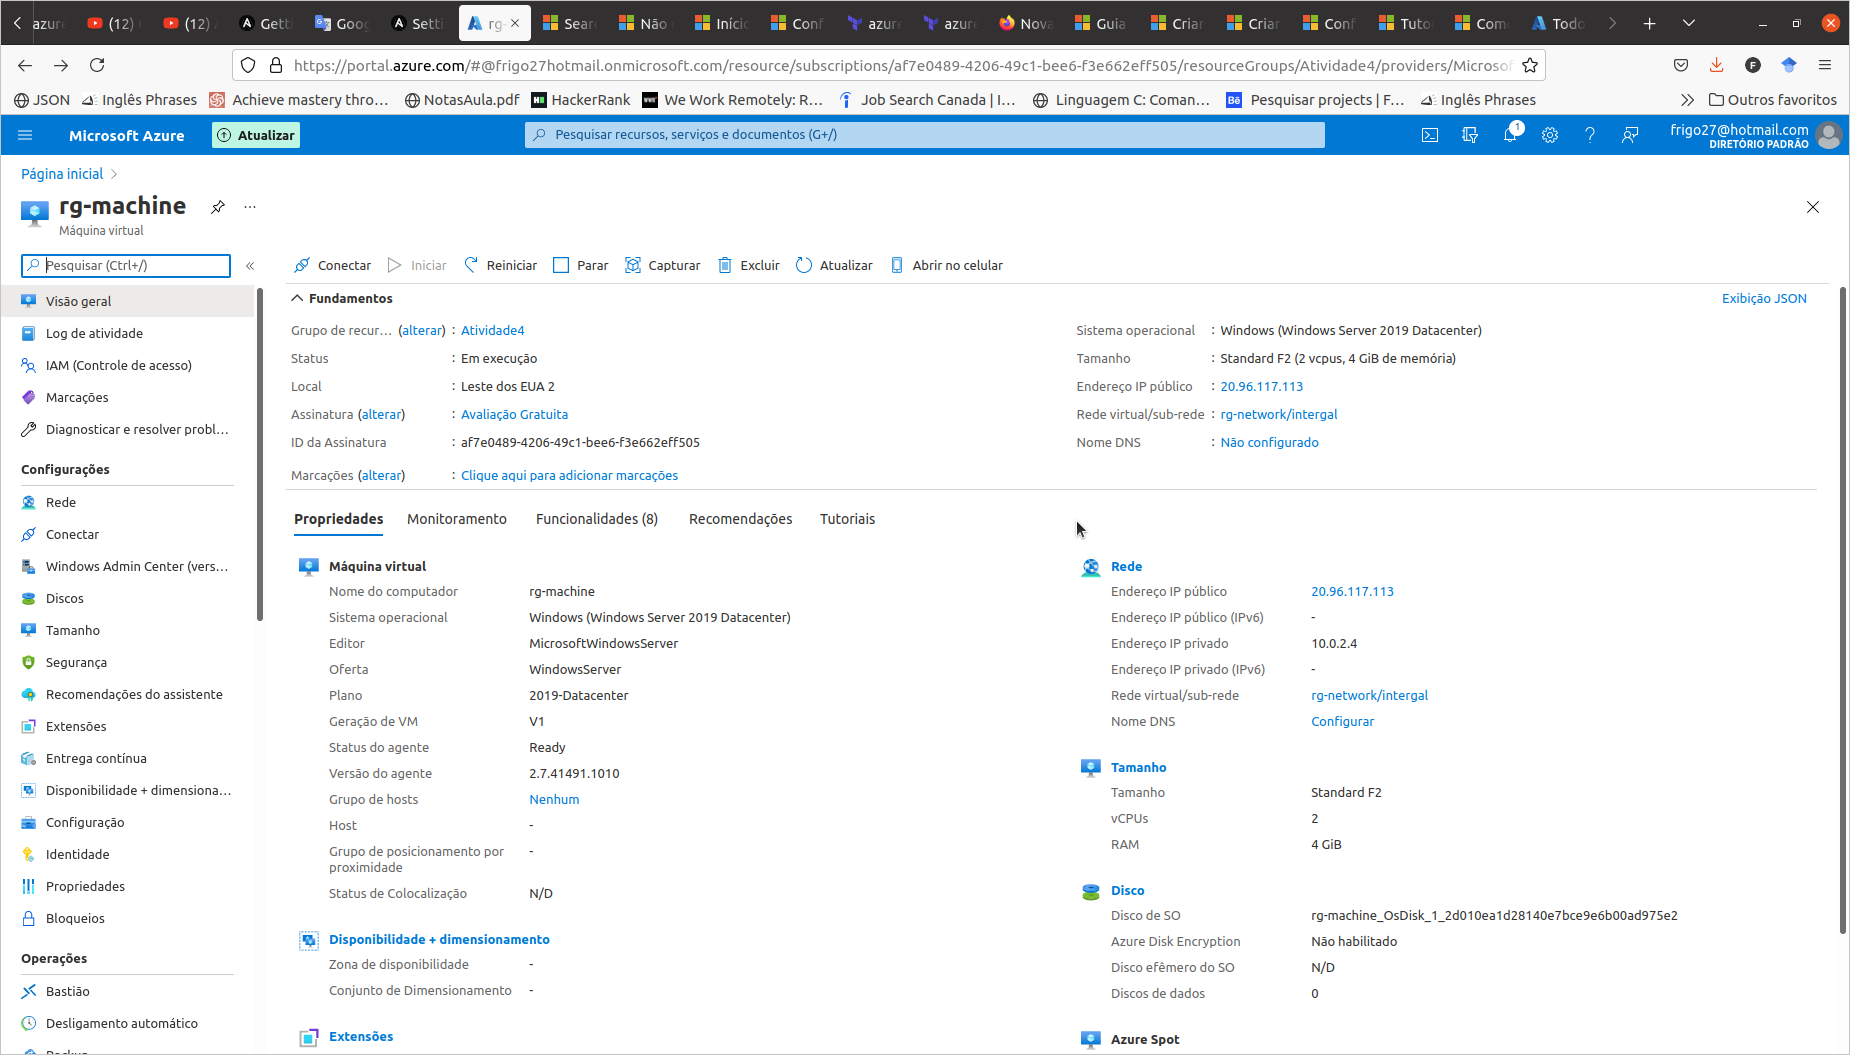 azure
(12)
(12)
Getti
Goog
Setti
rg-
Sear
Não
Iníci
Conf
azure
azure
Nova
Guia
Criar
Criar
Conf
Tuto
Com
Todo
https://portal.azure.com/#@frigo27hotmail.onmicrosoft.com/resource/subscriptions/af7e0489-4206-49c1-bee6-f3e662eff505/resourceGroups/Atividade4/providers/Microsof
JSON
Inglês Phrases
Achieve mastery thro…
NotasAula.pdf
HackerRank
We Work Remotely: R…
Job Search Canada | I…
Linguagem C: Coman…
Pesquisar projects | F…
Inglês Phrases
Outros favoritos
Microsoft Azure
Atualizar
Pesquisar recursos, serviços e documentos (G+/)
1
frigo27@hotmail.com
DIRETÓRIO PADRÃO
Página inicial
rg-machine
Máquina virtual
Pesquisar (Ctrl+/)
Visão geral
Log de atividade
IAM (Controle de acesso)
Marcações
Diagnosticar e resolver probl...
Configurações
Rede
Conectar
Windows Admin Center (vers...
Discos
Tamanho
Segurança
Recomendações do assistente
Extensões
Entrega contínua
Disponibilidade + dimensiona...
Configuração
Identidade
Propriedades
Bloqueios
Operações
Bastião
Desligamento automático
Backup
Conectar
Iniciar
Reiniciar
Parar
Capturar
Excluir
Atualizar
Abrir no celular
Fundamentos
Exibição JSON
Grupo de recur... (alterar) : Atividade4
Status : Em execução
Local : Leste dos EUA 2
Assinatura (alterar) : Avaliação Gratuita
ID da Assinatura : af7e0489-4206-49c1-bee6-f3e662eff505
Marcações (alterar) : Clique aqui para adicionar marcações
Sistema operacional : Windows (Windows Server 2019 Datacenter)
Tamanho : Standard F2 (2 vcpus, 4 GiB de memória)
Endereço IP público : 20.96.117.113
Rede virtual/sub-rede : rg-network/intergal
Nome DNS : Não configurado
Propriedades
Monitoramento
Funcionalidades (8)
Recomendações
Tutoriais
Máquina virtual
Nome do computador rg-machine
Sistema operacional Windows (Windows Server 2019 Datacenter)
Editor MicrosoftWindowsServer
Oferta WindowsServer
Plano 2019-Datacenter
Geração de VM V1
Status do agente Ready
Versão do agente 2.7.41491.1010
Grupo de hosts Nenhum
Host -
Grupo de posicionamento por -
proximidade
Status de Colocalização N/D
Disponibilidade + dimensionamento
Zona de disponibilidade -
Conjunto de Dimensionamento -
Extensões
Rede
Endereço IP público 20.96.117.113
Endereço IP público (IPv6) -
Endereço IP privado 10.0.2.4
Endereço IP privado (IPv6) -
Rede virtual/sub-rede rg-network/intergal
Nome DNS Configurar
Tamanho
Tamanho Standard F2
vCPUs 2
RAM 4 GiB
Disco
Disco de SO rg-machine_OsDisk_1_2d010ea1d28140e7bce9e6b00ad975e2
Azure Disk Encryption Não habilitado
Disco efêmero do SO N/D
Discos de dados 0
Azure Spot